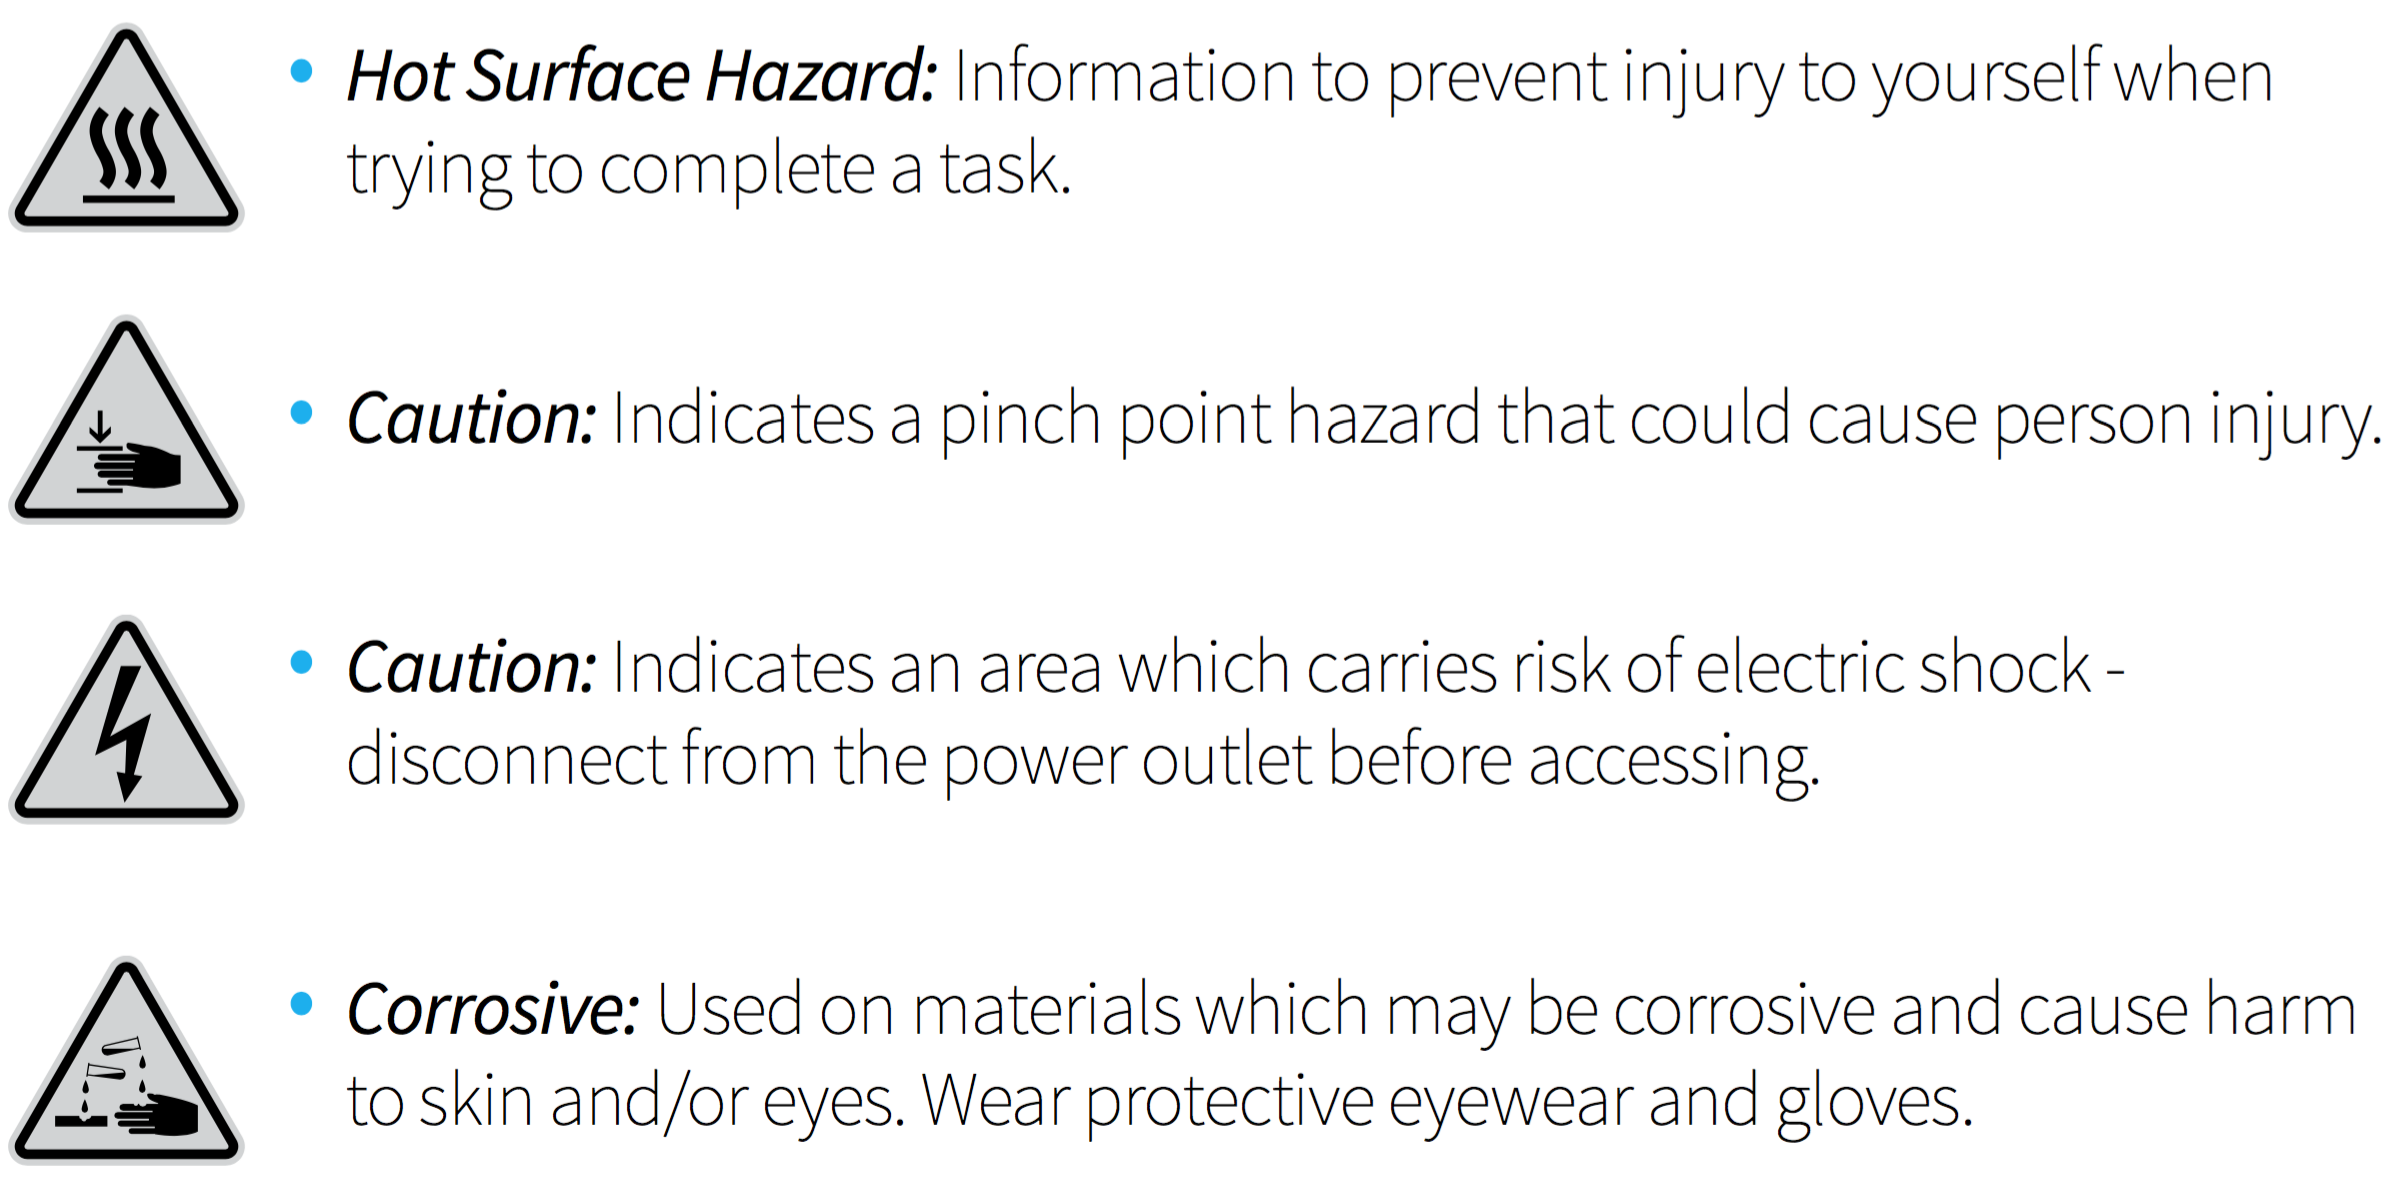 • Hot Surface Hazard: Information to prevent injury to yourself when
trying to complete a task.
• Caution: Indicates a pinch point hazard that could cause person injury.
• Caution: Indicates an area which carries risk of electric shock -
disconnect from the power outlet before accessing.
• Corrosive: Used on materials which may be corrosive and cause harm
to skin and/or eyes. Wear protective eyewear and gloves.